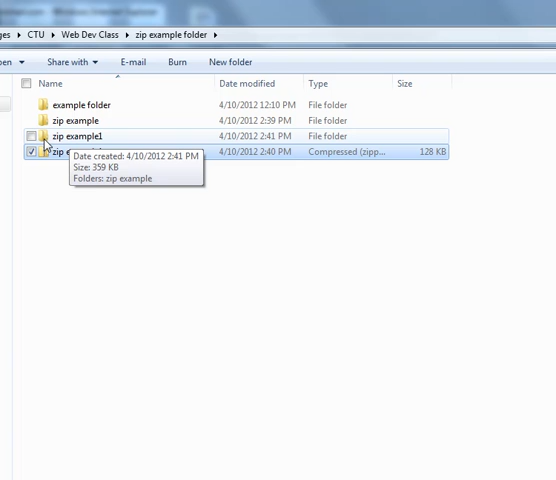 ges ▸ CTU ▸ Web Dev Class ▸ zip example folder ▸
pen ▼ Share with ▼ E-mail Burn New folder
Name Date modified Type Size
example folder 4/10/2012 12:10 PM File folder
zip example 4/10/2012 2:39 PM File folder
zip example1 4/10/2012 2:41 PM File folder
zip 4/10/2012 2:40 PM Compressed (zipp... 128 KB
Date created: 4/10/2012 2:41 PM
Size: 359 KB
Folders: zip example